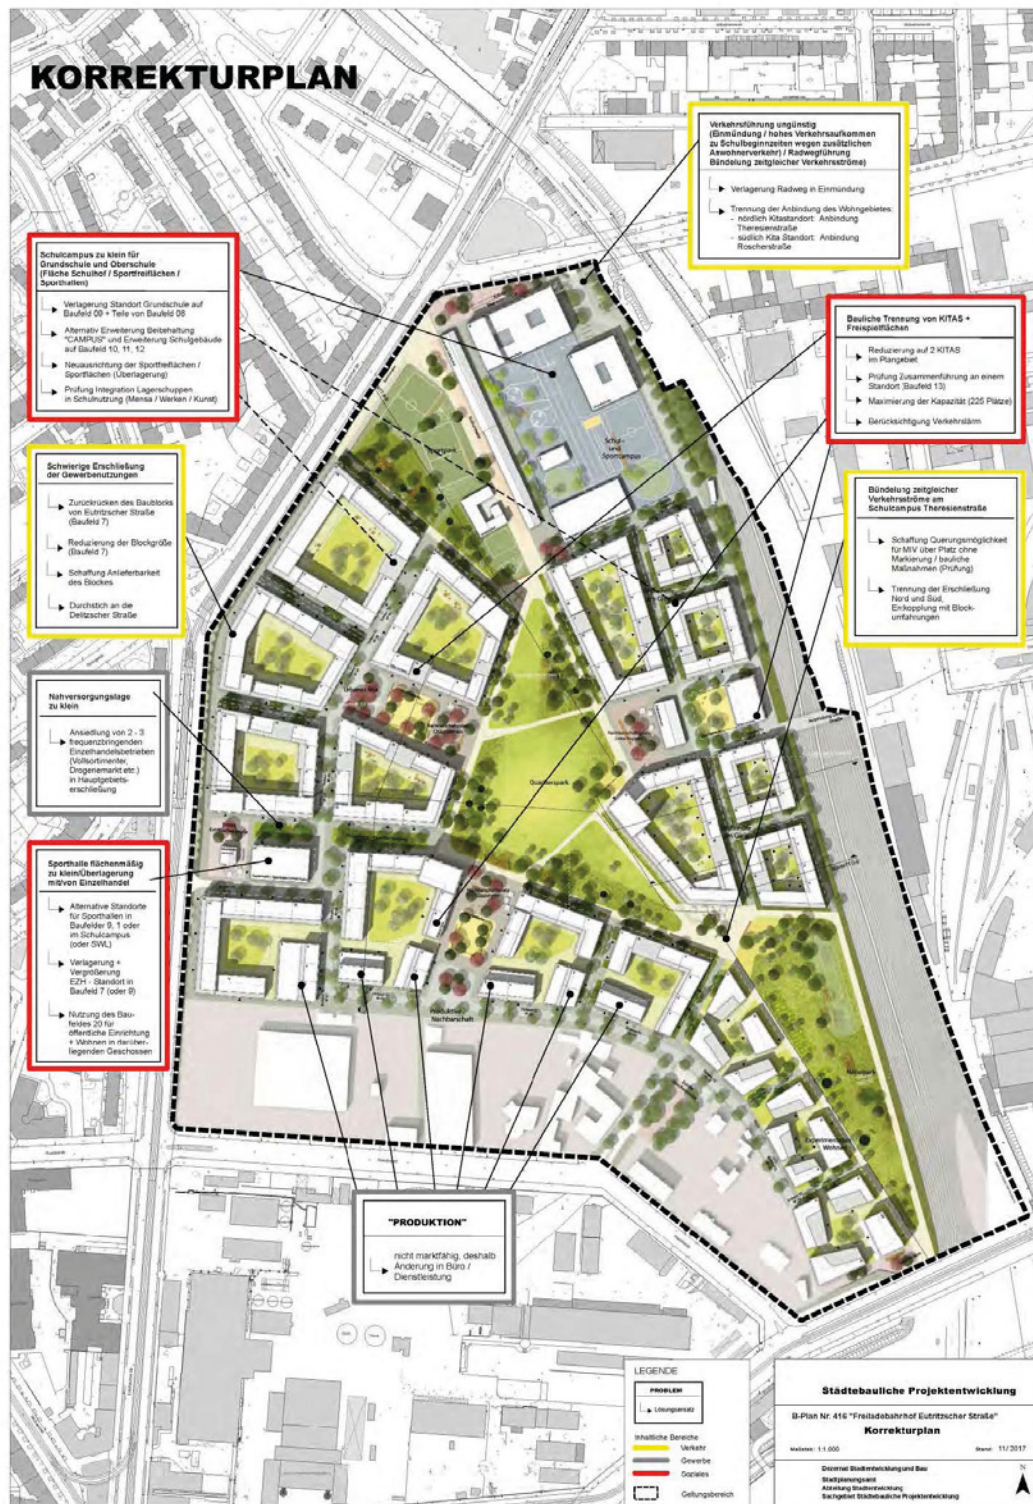 KORREKTURPLAN
Verkehrsführung ungünstig
(Einmündung / hohes Verkehrsaufkommen
zu Schulbeginnzeiten wegen zusätzlichen
Anwohnerverkehr) / Radwegführung
Bündelung zeitgleicher Verkehrsströme)
Verlagerung Radweg in Einmündung
Trennung der Anbindung des Wohngebietes:
- nördlich Kitastandort: Anbindung
Theresienstraße
- südlich Kita Standort: Anbindung
Roscherstraße
Schulcampus zu klein für
Grundschule und Oberschule
(Fläche Schulhof / Sportfreiflächen /
Sporthallen)
Verlagerung Standort Grundschule auf
Baufeld 09 + Teile von Baufeld 08
Alternativ Erweiterung Beibehaltung
"CAMPUS" und Erweiterung Schulgebäude
auf Baufeld 10, 11, 12
Neuausrichtung der Sportfreiflächen /
Sportflächen (Überlagerung)
Prüfung Integration Lagerschuppen
in Schulnutzung (Mensa / Werken / Kunst)
Bauliche Trennung von KITAS +
Freispielflächen
Reduzierung auf 2 KITAS
im Plangebiet
Prüfung Zusammenführung an einem
Standort (Baufeld 13)
Maximierung der Kapazität (225 Plätze)
Berücksichtigung Verkehrslärm
Schwierige Erschließung
der Gewerbenutzungen
Zurückrücken des Baublocks
von Eutritzscher Straße
(Baufeld 7)
Reduzierung der Blockgröße
(Baufeld 7)
Schaffung Anlieferbarkeit
des Blockes
Durchstich an die
Delitzscher Straße
Bündelung zeitgleicher
Verkehrsströme am
Schulcampus Theresienstraße
Schaffung Querungsmöglichkeit
für MIV über Platz ohne
Markierung / bauliche
Maßnahmen (Prüfung)
Trennung der Erschließung
Nord und Süd,
Entkopplung mit Block-
umfahrungen
Nahversorgungslage
zu klein
Ansiedlung von 2 - 3
frequenzbringenden
Einzelhandelsbetrieben
(Vollsortimenter,
Drogeriemarkt etc.)
in Hauptgebiets-
erschließung
Sporthalle flächenmäßig
zu klein/Überlagerung
mit/von Einzelhandel
Alternative Standorte
für Sporthallen in
Baufelder 9, 1 oder
im Schulcampus
(oder SWL)
Verlagerung +
Vergrößerung
EZH - Standort in
Baufeld 7 (oder 9)
Nutzung des Bau-
feldes 20 für
öffentliche Einrichtung
+ Wohnen in darüber-
liegenden Geschossen
Schul-
und
Sportcampus
Sportpark
Quartierspark
Produktive
Nachbarschaft
Naturpark
Experimentelles
Wohnen
"PRODUKTION"
nicht marktfähig, deshalb
Änderung in Büro /
Dienstleistung
LEGENDE
PROBLEM
Lösungsansatz
Inhaltliche Bereiche
Verkehr
Gewerbe
Soziales
Geltungsbereich
Städtebauliche Projektentwicklung
B-Plan Nr. 416 "Freiladebahnhof Eutritzscher Straße"
Korrekturplan
Maßstab: 1:1.000
Stand: 11/2017
Dezernat Stadtentwicklung und Bau
Stadtplanungsamt
Abteilung Stadtentwicklung
Sachgebiet Städtebauliche Projektentwicklung
N